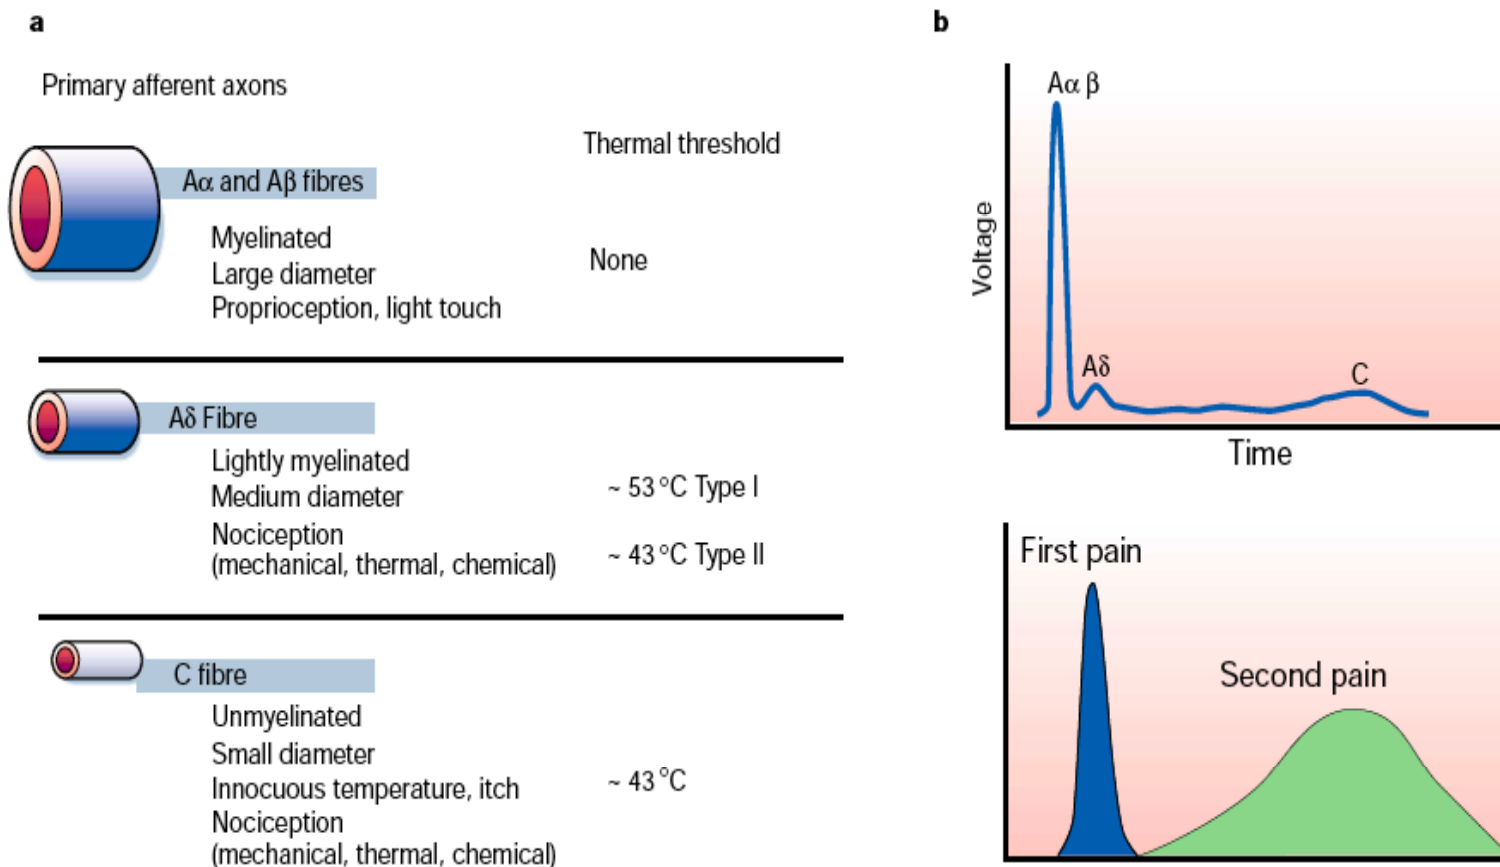 a
Primary afferent axons
Thermal threshold
Aα and Aβ fibres
Myelinated
Large diameter
Proprioception, light touch
None
Aδ Fibre
Lightly myelinated
Medium diameter
Nociception
(mechanical, thermal, chemical)
~ 53 °C Type I
~ 43 °C Type II
C fibre
Unmyelinated
Small diameter
Innocuous temperature, itch
Nociception
(mechanical, thermal, chemical)
~ 43 °C
b
Aα β
Aδ
C
Voltage
Time
First pain
Second pain